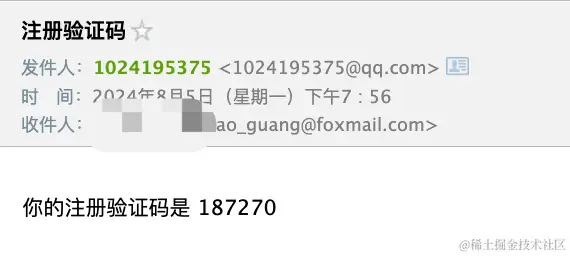 注册验证码
发件人：1024195375 <1024195375@qq.com>
时　间：2024年8月5日（星期一）下午7：56
收件人：ao_guang@foxmail.com>
你的注册验证码是 187270
@稀土掘金技术社区